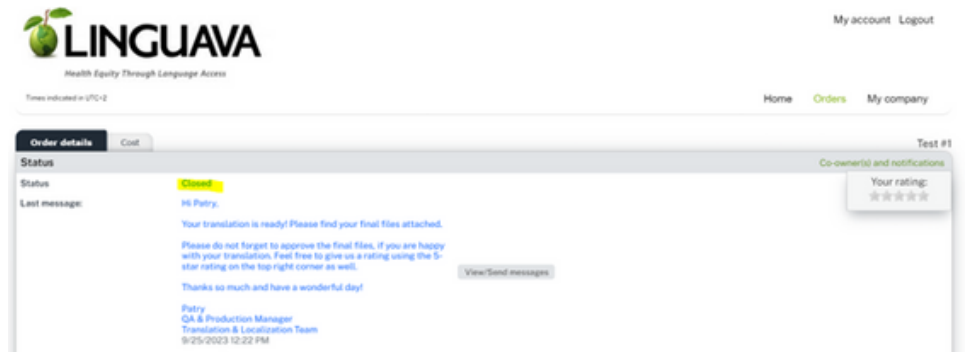 My account Logout
LINGUAVA
Health Equity Through Language Access
Times indicated in UTC+2
Home Orders My company
Order details Cost
Test #1
Status
Co-owner(s) and notifications
Status Closed
Your rating:
Last message: Hi Patry,
Your translation is ready! Please find your final files attached.
Please do not forget to approve the final files, if you are happy
with your translation. Feel free to give us a rating using the 5-
star rating on the top right corner as well.
View/Send messages
Thanks so much and have a wonderful day!
Patry
QA & Production Manager
Translation & Localization Team
9/25/2023 12:22 PM